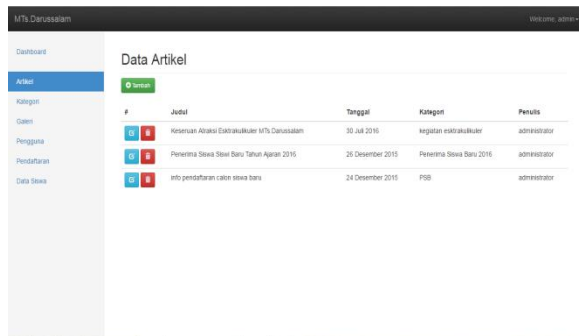 MTs.Darussalam
Welcome, admin
Dashboard
Artikel
Kategori
Galeri
Pengguna
Pendaftaran
Data Siswa
Data Artikel
Tambah
# Judul Tanggal Kategori Penulis
Keseruan Atraksi Esktrakulikuler MTs Darussalam 30 Juli 2016 kegiatan esktrakulikuler administrator
Penerima Siswa Siswi Baru Tahun Ajaran 2016 26 Desember 2015 Penerima Siswa Baru 2016 administrator
info pendaftaran calon siswa baru 24 Desember 2015 PSB administrator